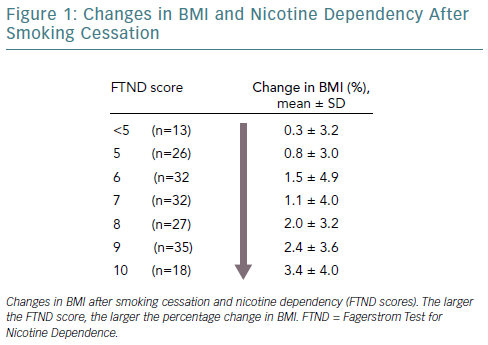 Figure 1: Changes in BMI and Nicotine Dependency After
Smoking Cessation
FTND score Change in BMI (%),
mean ± SD
<5 (n=13) 0.3 ± 3.2
5 (n=26) 0.8 ± 3.0
6 (n=32 1.5 ± 4.9
7 (n=32) 1.1 ± 4.0
8 (n=27) 2.0 ± 3.2
9 (n=35) 2.4 ± 3.6
10 (n=18) 3.4 ± 4.0
Changes in BMI after smoking cessation and nicotine dependency (FTND scores). The larger
the FTND score, the larger the percentage change in BMI. FTND = Fagerstrom Test for
Nicotine Dependence.